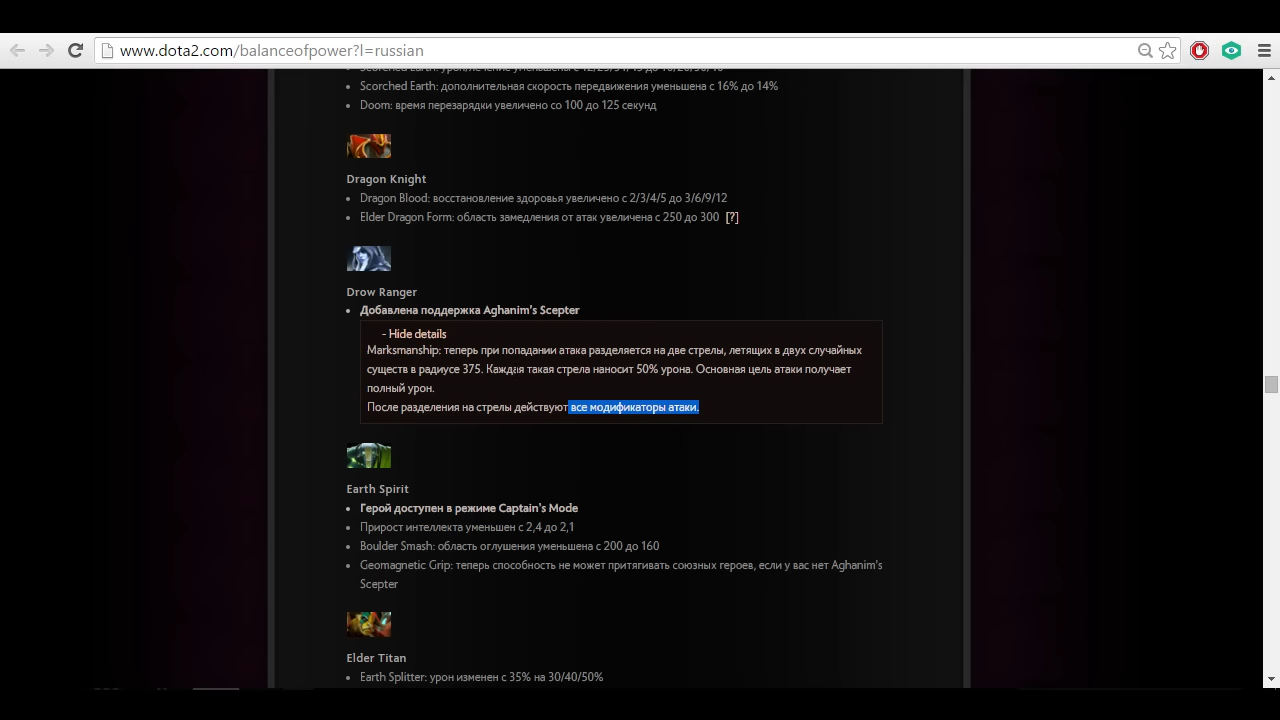 www.dota2.com/balanceofpower?l=russian
Scorched Earth:
Scorched Earth: дополнительная скорость передвижения уменьшена с 16% до 14%
Doom: время перезарядки увеличено со 100 до 125 секунд
Dragon Knight
Dragon Blood: восстановление здоровья увеличено с 2/3/4/5 до 3/6/9/12
Elder Dragon Form: область замедления от атак увеличена с 250 до 300 [?]
Drow Ranger
Добавлена поддержка Aghanim's Scepter
- Hide details
Marksmanship: теперь при попадании атака разделяется на две стрелы, летящих в двух случайных
существ в радиусе 375. Каждая такая стрела наносит 50% урона. Основная цель атаки получает
полный урон.
После разделения на стрелы действуют все модификаторы атаки.
Earth Spirit
Герой доступен в режиме Captain's Mode
Прирост интеллекта уменьшен с 2,4 до 2,1
Boulder Smash: область оглушения уменьшена с 200 до 160
Geomagnetic Grip: теперь способность не может притягивать союзных героев, если у вас нет Aghanim's
Scepter
Elder Titan
Earth Splitter: урон изменен с 35% на 30/40/50%